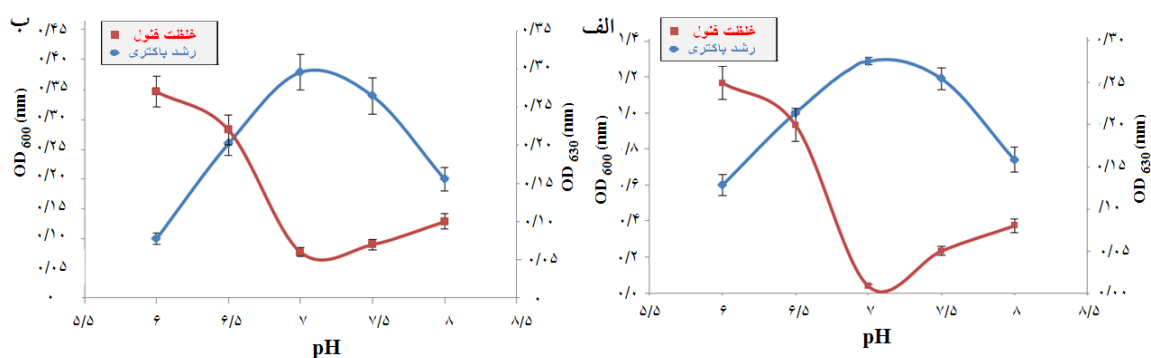 الف
غلظت فنول
رشد باکتری
OD 600 (nm)
۱/۴
۱/۲
۱/۰
۰/۸
۰/۶
۰/۴
۰/۲
۰/۰
OD 630 (nm)
۰/۳۰
۰/۲۵
۰/۲۰
۰/۱۵
۰/۱۰
۰/۰۵
۰/۰۰
۵/۵ ۶ ۶/۵ ۷ ۷/۵ ۸ ۸/۵
pH
ب
غلظت فنول
رشد باکتری
OD 600 (nm)
۰/۴۵
۰/۴۰
۰/۳۵
۰/۳۰
۰/۲۵
۰/۲۰
۰/۱۵
۰/۱۰
۰/۰۵
۰
OD 630 (nm)
۰/۳۵
۰/۳۰
۰/۲۵
۰/۲۰
۰/۱۵
۰/۱۰
۰/۰۵
۰
۵/۵ ۶ ۶/۵ ۷ ۷/۵ ۸ ۸/۵
pH